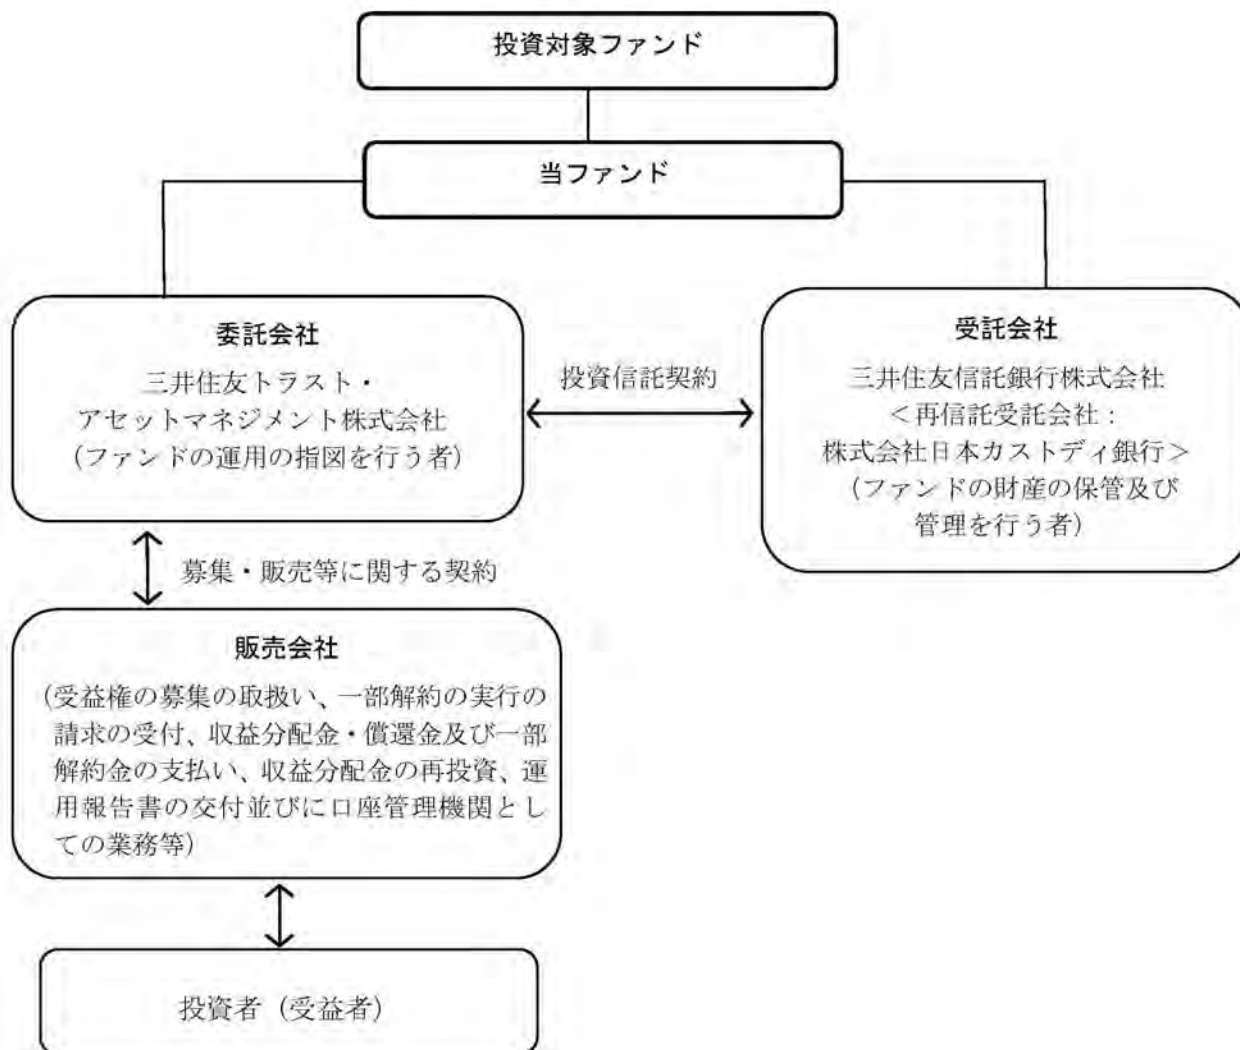 投資対象ファンド
当ファンド
委託会社
三井住友トラスト・
アセットマネジメント株式会社
(ファンドの運用の指図を行う者)
投資信託契約
受託会社
三井住友信託銀行株式会社
<再信託受託会社:
株式会社日本カストディ銀行>
(ファンドの財産の保管及び
管理を行う者)
募集・販売等に関する契約
販売会社
(受益権の募集の取扱い、一部解約の実行の
請求の受付、収益分配金・償還金及び一部
解約金の支払い、収益分配金の再投資、運
用報告書の交付並びに口座管理機関とし
ての業務等)
投資者(受益者)